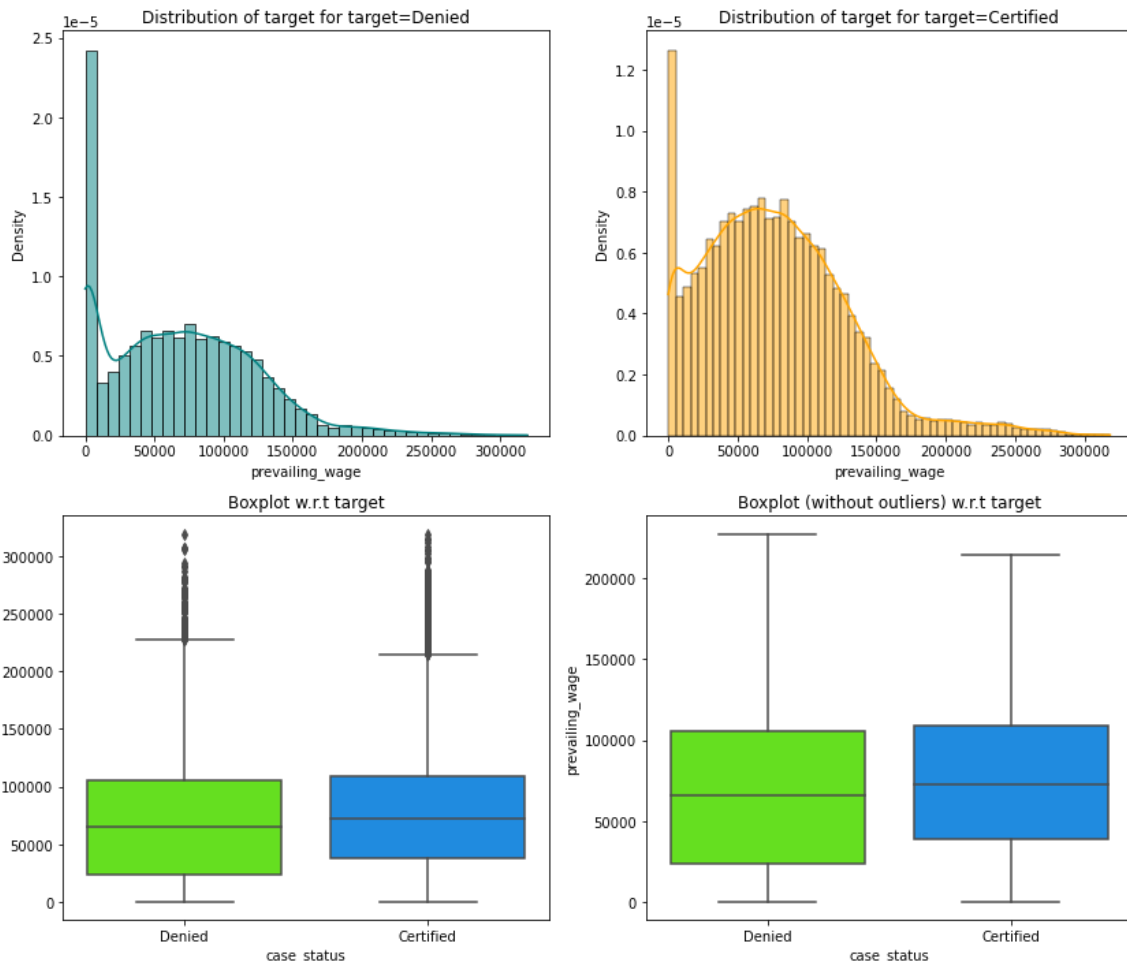 Distribution of target for target=Denied
1e−5
2.5
2.0
1.5
1.0
0.5
0.0
Density
0 50000 100000 150000 200000 250000 300000
prevailing_wage
Distribution of target for target=Certified
1e−5
1.2
1.0
0.8
0.6
0.4
0.2
0.0
Density
0 50000 100000 150000 200000 250000 300000
prevailing_wage
Boxplot w.r.t target
300000
250000
200000
150000
100000
50000
0
Denied Certified
case_status
Boxplot (without outliers) w.r.t target
200000
150000
100000
50000
0
prevailing_wage
Denied Certified
case_status